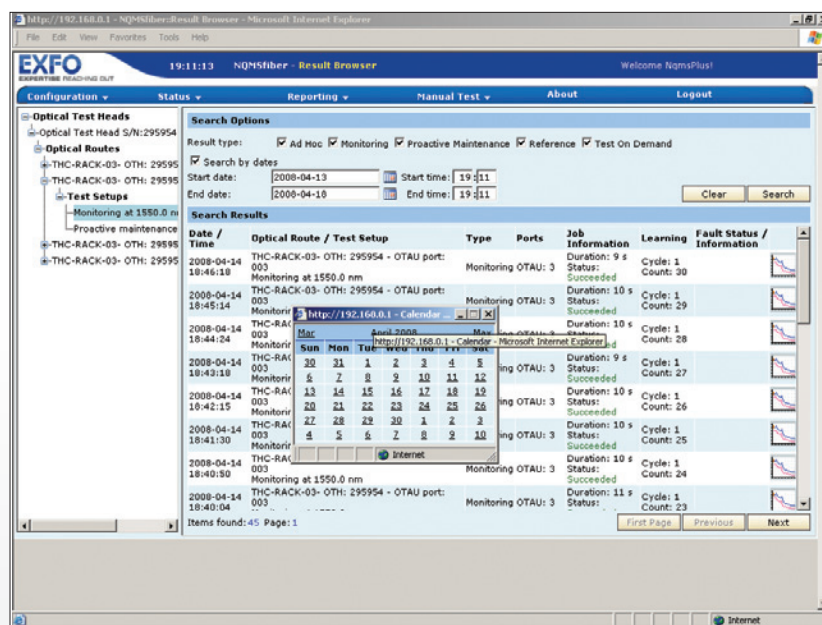 http://192.168.0.1 - NQMSfiber::Result Browser - Microsoft Internet Explorer
File Edit View Favorites Tools Help
EXFO
EXPERTISE REACHING OUT
19:11:13 NQMSfiber - Result Browser Welcome NqmsPlus!
Configuration Status Reporting Manual Test About Logout
Optical Test Heads
Optical Test Head S/N:295954
Optical Routes
THC-RACK-03- OTH: 29595
THC-RACK-03- OTH: 29595
Test Setups
Monitoring at 1550.0 n
Proactive maintenance
THC-RACK-03- OTH: 29595
THC-RACK-03- OTH: 29595
Search Options
Result type: Ad Hoc Monitoring Proactive Maintenance Reference Test On Demand
Search by dates
Start date: 2008-04-13 Start time: 19:11
End date: 2008-04-18 End time: 19:11
Clear Search
Search Results
Date / Time Optical Route / Test Setup Type Ports Job Information Learning Fault Status / Information
2008-04-14 18:46:18 THC-RACK-03- OTH: 295954 - OTAU port: 003 Monitoring at 1550.0 nm Monitoring OTAU: 3 Duration: 9 s Status: Succeeded Cycle: 1 Count: 30
2008-04-14 18:45:14 THC-RACK-03- OTH: 295954 - OTAU port: 003 Monitorin Monitoring OTAU: 3 Duration: 10 s Status: Succeeded Cycle: 1 Count: 29
2008-04-14 18:44:24 THC-RAC 003 Monitorin ing OTAU: 3 Duration: 10 s Status: Succeeded Cycle: 1 Count: 28
2008-04-14 18:43:18 THC-RAC 003 Monitorin ing OTAU: 3 Duration: 9 s Status: Succeeded Cycle: 1 Count: 27
2008-04-14 18:42:15 THC-RAC 003 Monitorin ing OTAU: 3 Duration: 10 s Status: Succeeded Cycle: 1 Count: 26
2008-04-14 18:41:30 THC-RAC 003 Monitorin ing OTAU: 3 Duration: 10 s Status: Succeeded Cycle: 1 Count: 25
2008-04-14 18:40:50 THC-RAC 003 Monitoring at 1550.0 nm Monitoring OTAU: 3 Duration: 10 s Status: Succeeded Cycle: 1 Count: 24
2008-04-14 18:40:04 THC-RACK-03- OTH: 295954 - OTAU port: 003 Monitoring OTAU: 3 Duration: 11 s Status: Cycle: 1 Count: 23
http://192.168.0.1 - Calendar ...
Mar April 2008 May
http://192.168.0.1 - Calendar - Microsoft Internet Explorer
Sun Mon Tue Wed Thu Fri Sat
30 31 1 2 3 4 5
6 7 8 9 10 11 12
13 14 15 16 17 18 19
20 21 22 23 24 25 26
27 28 29 30 1 2 3
4 5 6 7 8 9 10
Internet
Items found: 45 Page: 1 First Page Previous Next
Internet